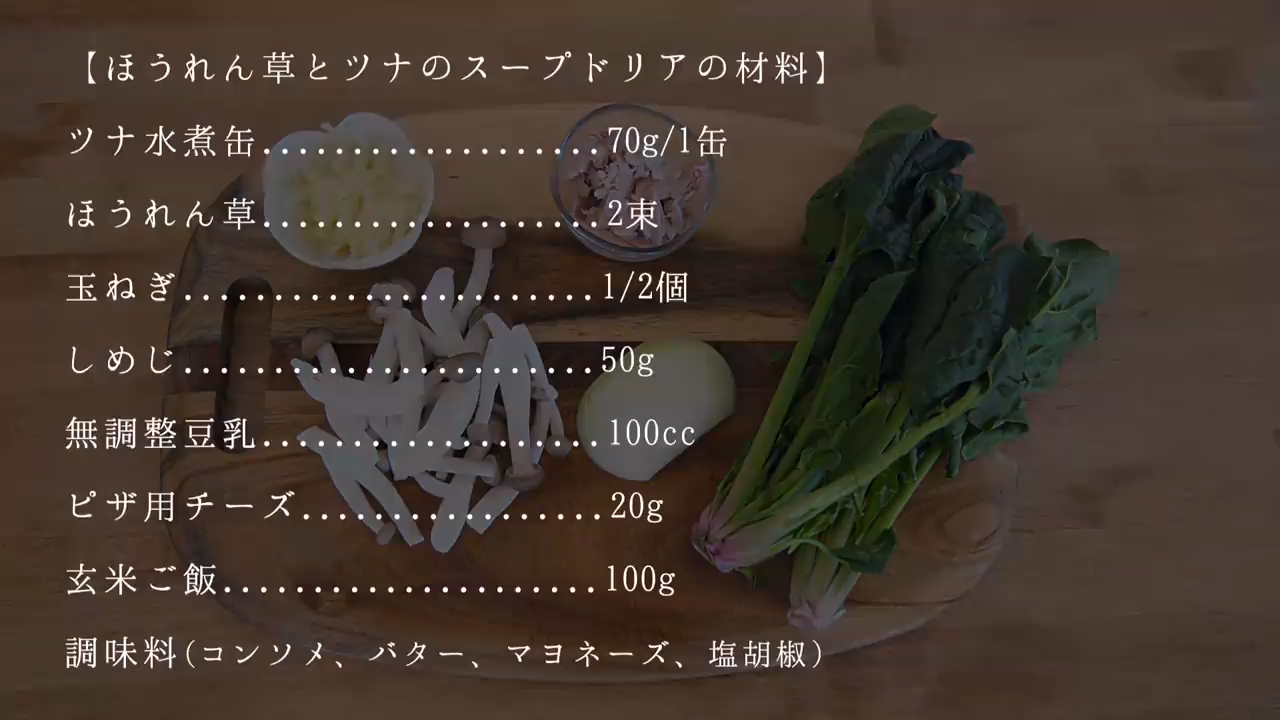 【ほうれん草とツナのスープドリアの材料】
ツナ水煮缶...................70g/1缶
ほうれん草...................2束
玉ねぎ.......................1/2個
しめじ.......................50g
無調整豆乳...................100cc
ピザ用チーズ.................20g
玄米ご飯.....................100g
調味料(コンソメ、バター、マヨネーズ、塩胡椒)